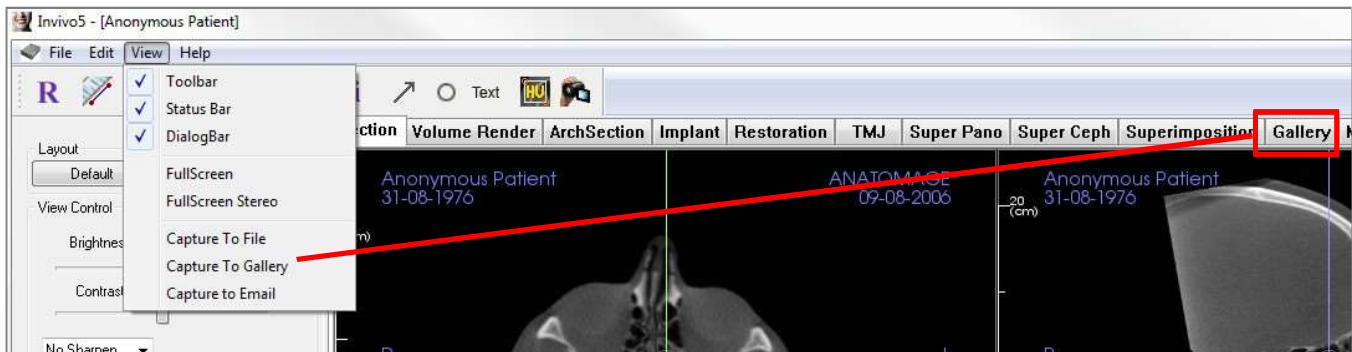 Invivo5 - [Anonymous Patient]
File Edit View Help
R Text HU
Toolbar
Status Bar
DialogBar
FullScreen
FullScreen Stereo
Capture To File
Capture To Gallery
Capture to Email
Layout
Default
View Control
No Sharpen
Volume Render ArchSection Implant Restoration TMJ Super Pano Super Ceph Superimposition Gallery
Anonymous Patient
31-08-1976
ANATOMAGE
09-08-2006
Anonymous Patient
31-08-1976
20
(cm)